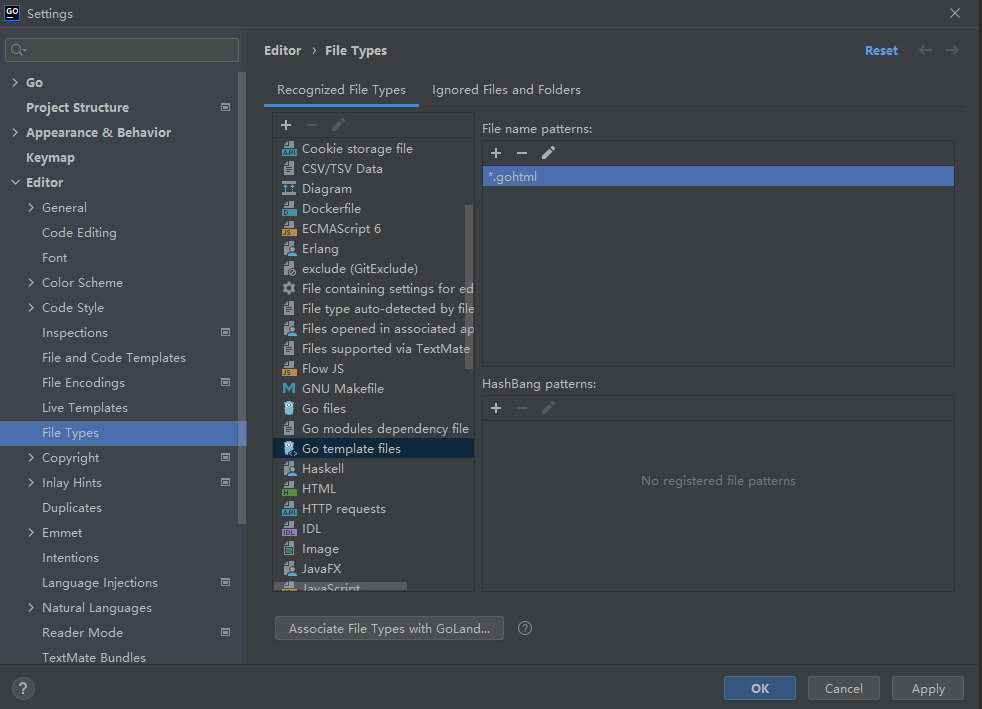 GO Settings
Editor › File Types
Reset
Recognized File Types
Ignored Files and Folders
Go
Project Structure
Appearance & Behavior
Keymap
Editor
General
Code Editing
Font
Color Scheme
Code Style
Inspections
File and Code Templates
File Encodings
Live Templates
File Types
Copyright
Inlay Hints
Duplicates
Emmet
Intentions
Language Injections
Natural Languages
Reader Mode
TextMate Bundles
Cookie storage file
CSV/TSV Data
Diagram
Dockerfile
ECMAScript 6
Erlang
exclude (GitExclude)
File containing settings for ed
File type auto-detected by file
Files opened in associated ap
Files supported via TextMate
Flow JS
GNU Makefile
Go files
Go modules dependency file
Go template files
Haskell
HTML
HTTP requests
IDL
Image
JavaFX
JavaScript
File name patterns:
*.gohtml
HashBang patterns:
No registered file patterns
Associate File Types with GoLand...
?
?
OK
Cancel
Apply